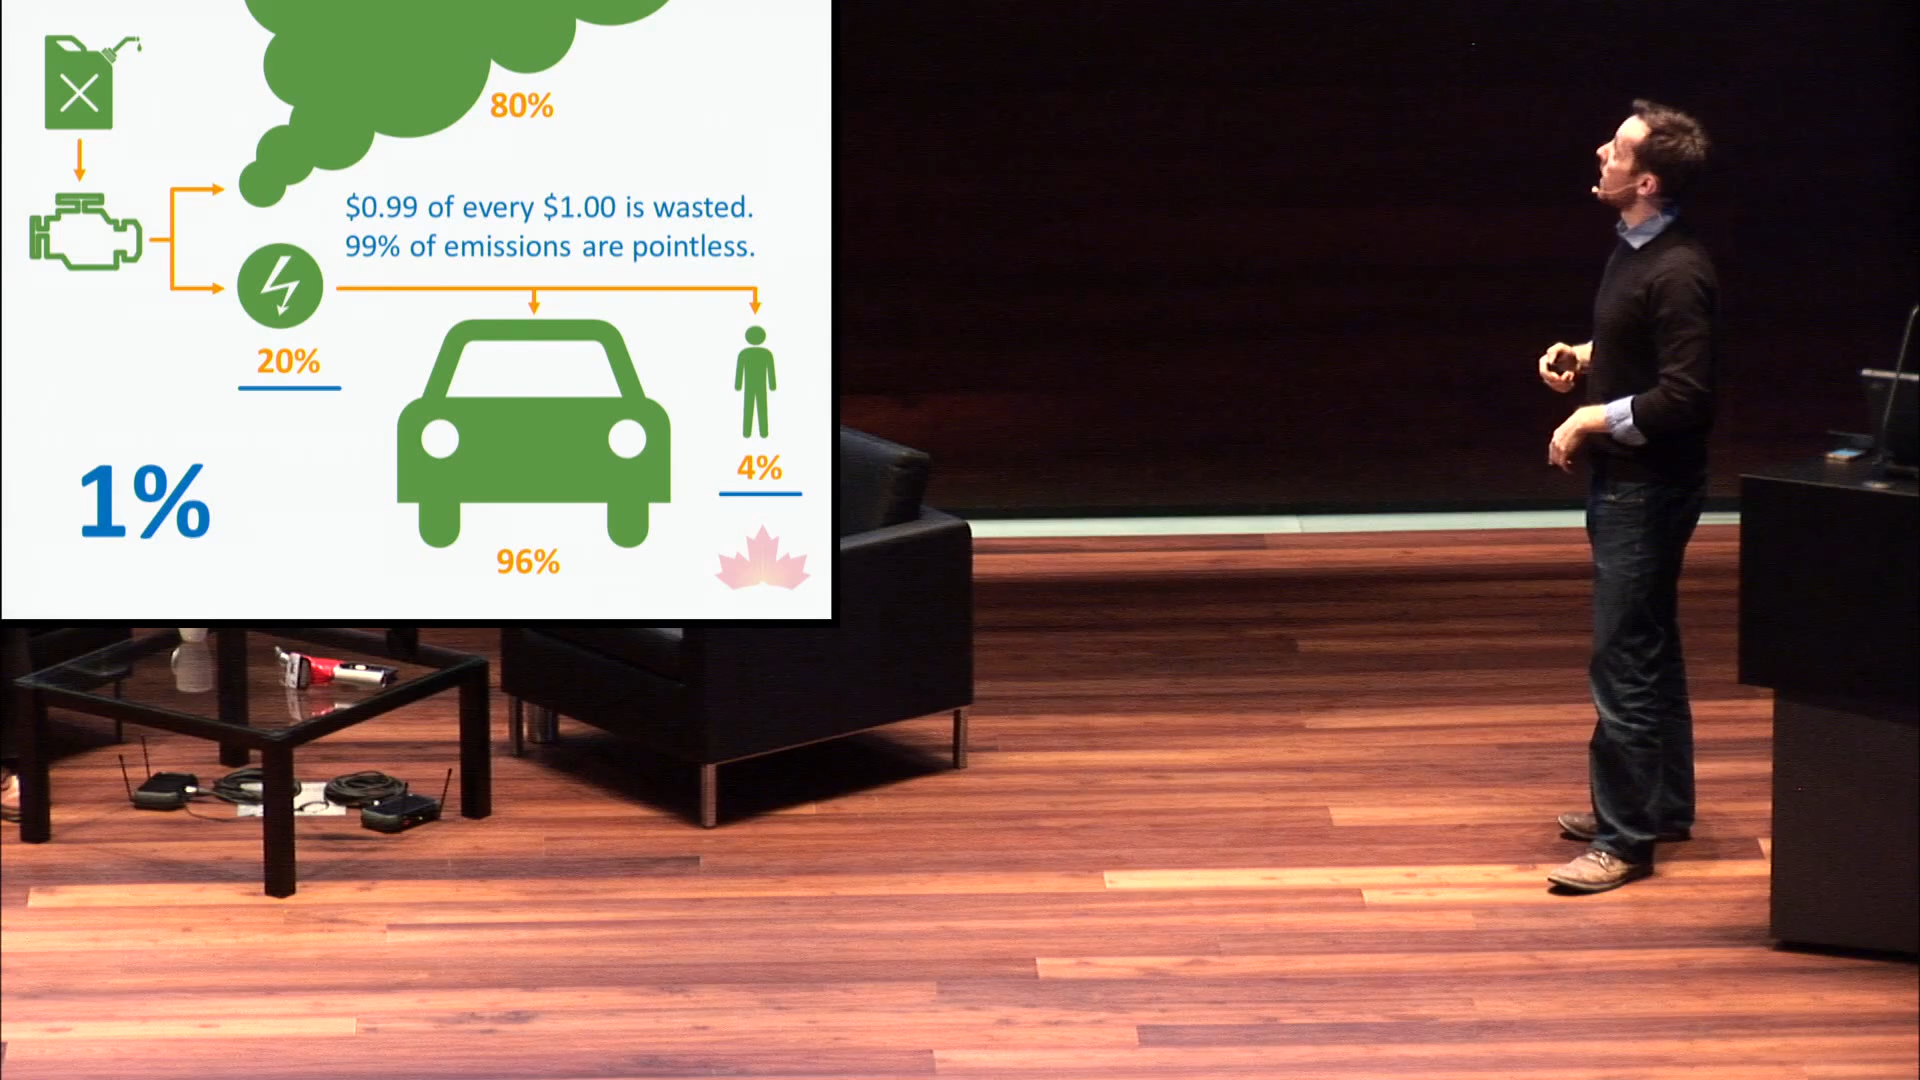 80%
$0.99 of every $1.00 is wasted.
99% of emissions are pointless.
20%
4%
1%
96%